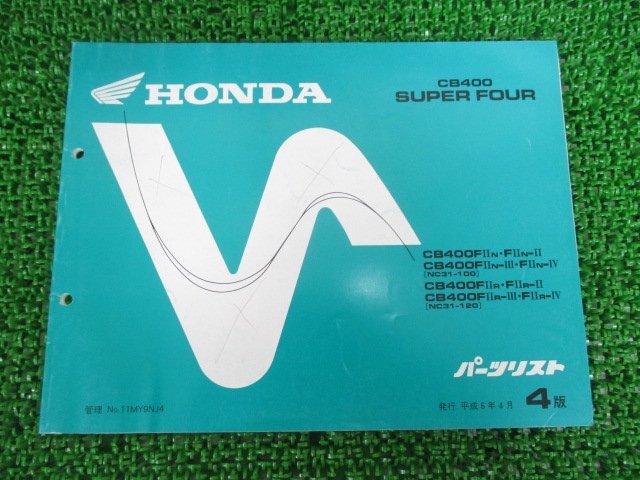 HONDA
CB400
SUPER FOUR
CB400FⅡN・FⅡN-Ⅱ
CB400FⅡN-Ⅲ・FⅡN-Ⅳ
[NC31-100]
CB400FⅡR・FⅡR-Ⅱ
CB400FⅡR-Ⅲ・FⅡR-Ⅳ
[NC31-120]
パーツリスト
管理 No.11MY9NJ4
発行 平成6年4月 4版